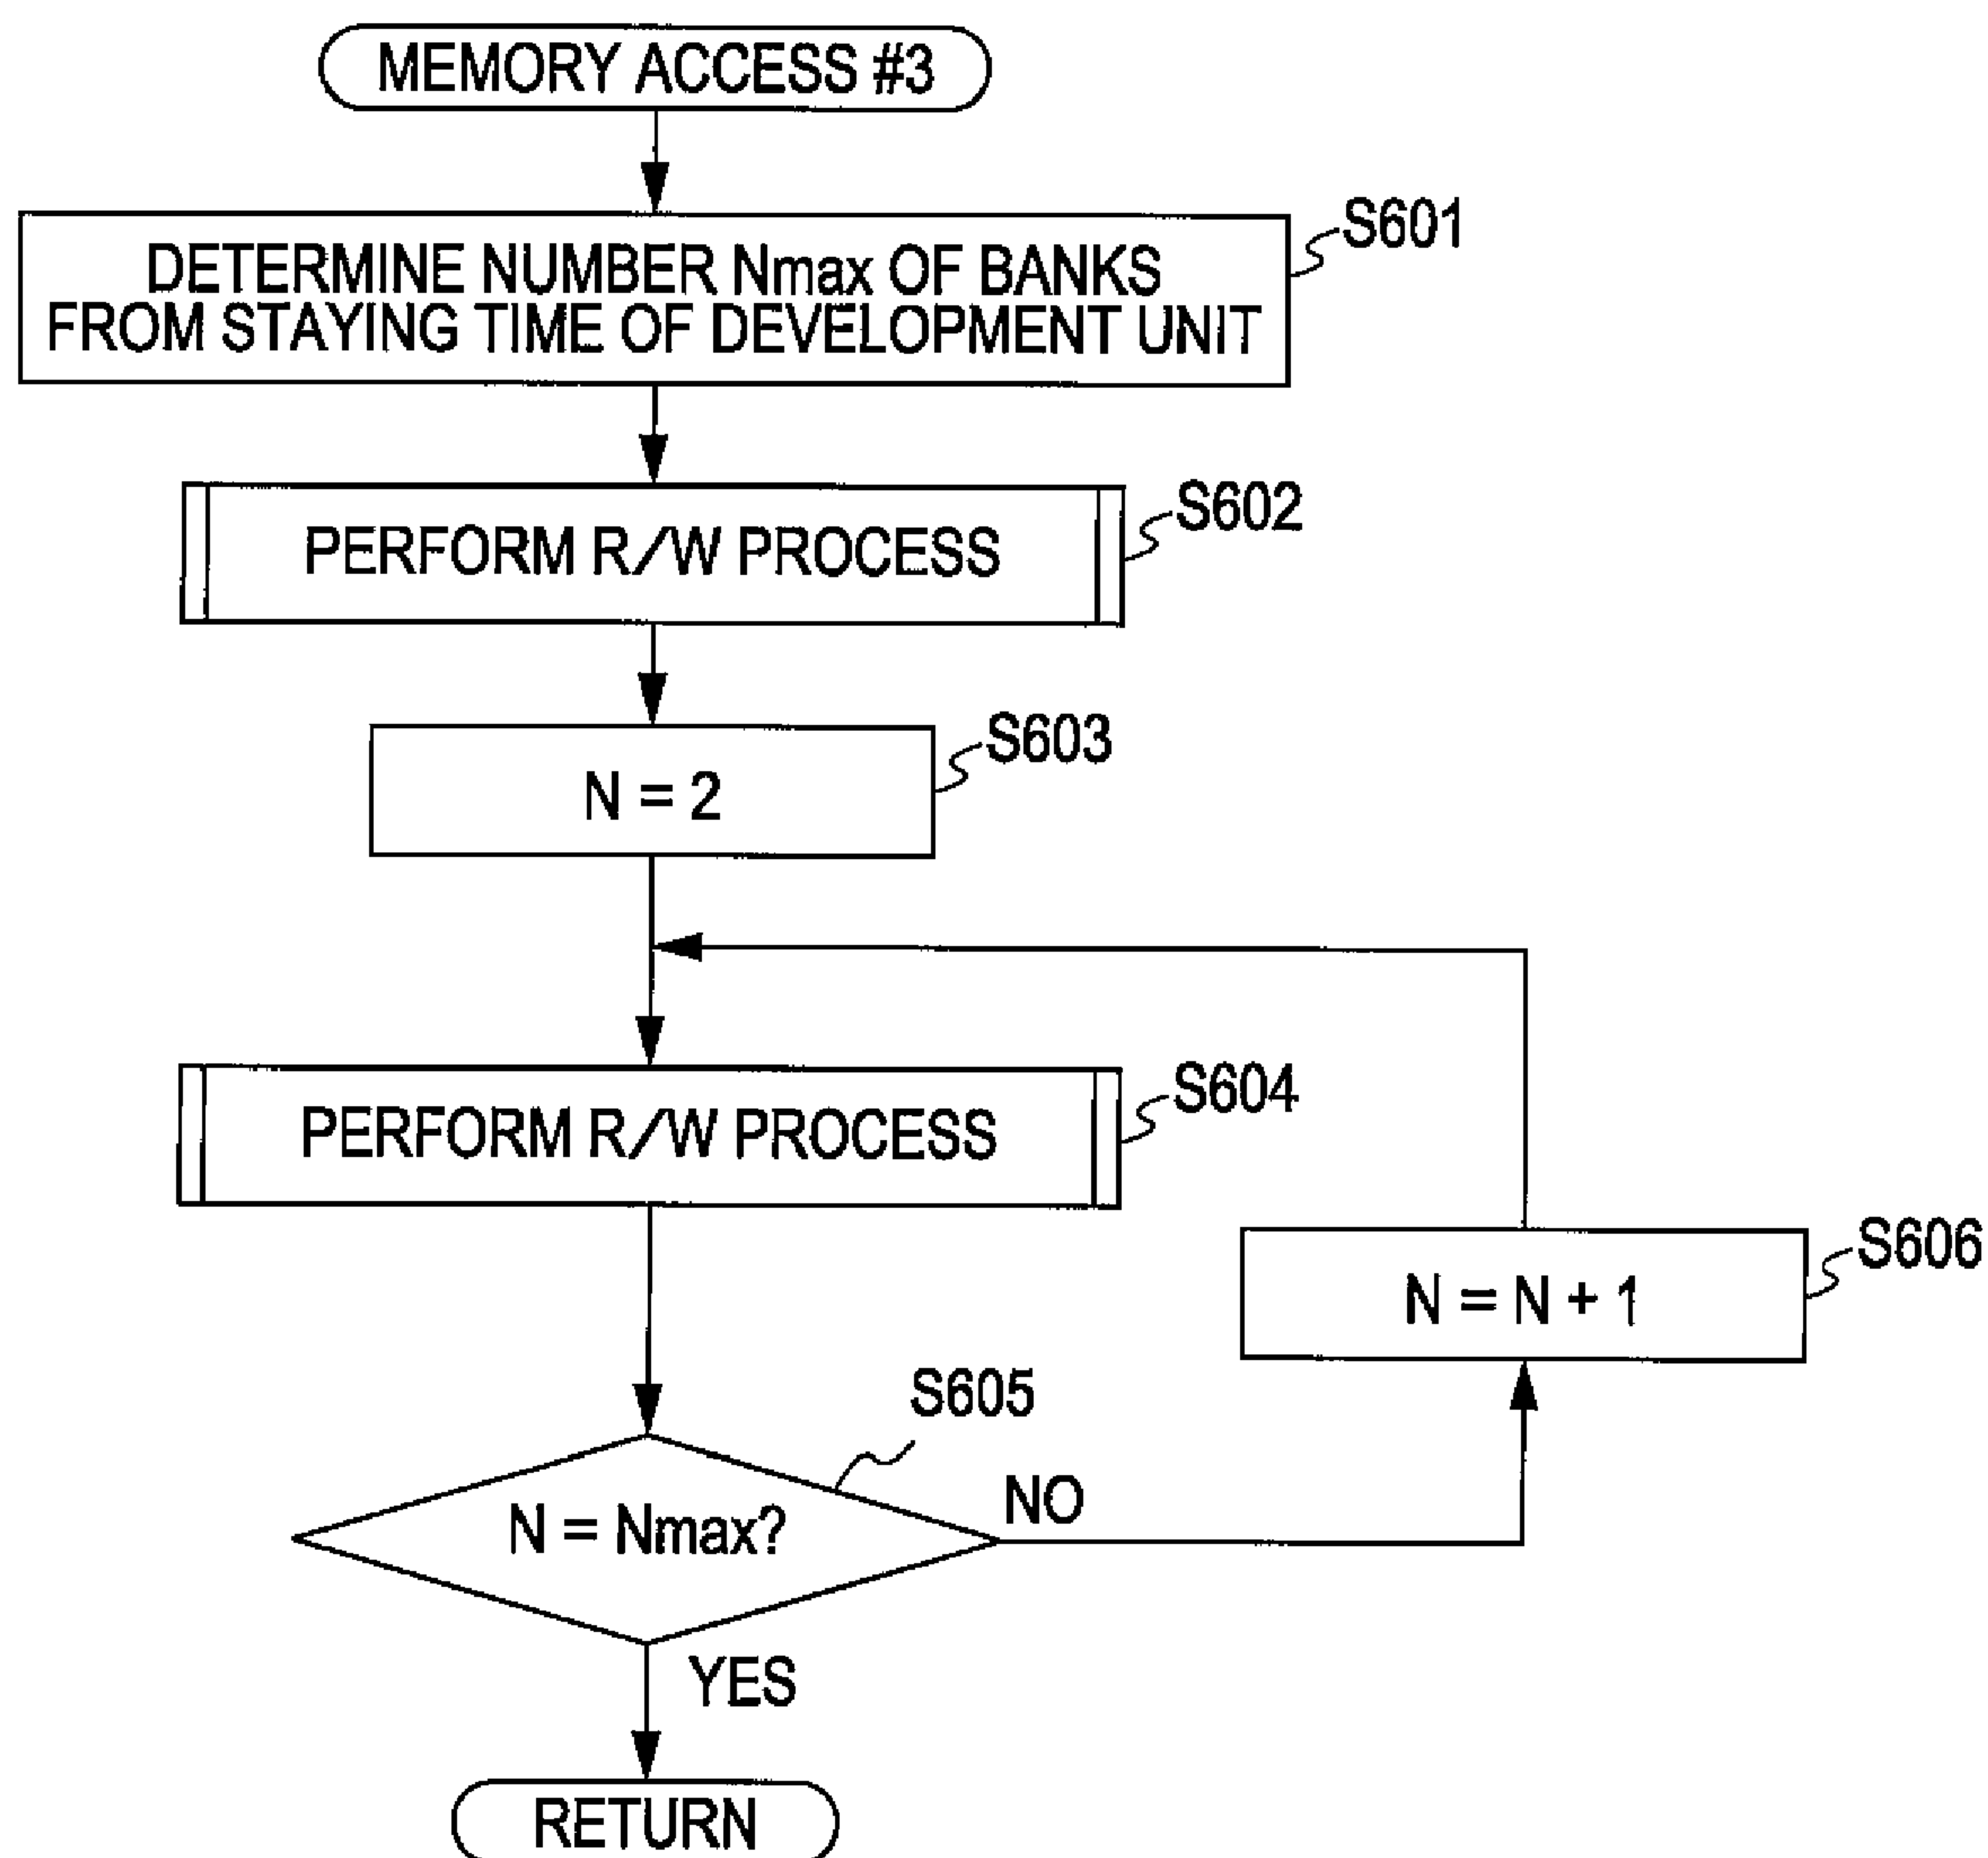 MEMORY ACCESS #3
S601
DETERMINE NUMBER Nmax OF BANKS
FROM STAYING TIME OF DEVELOPMENT UNIT
S602
PERFORM R/W PROCESS
S603
N = 2
S604
PERFORM R/W PROCESS
S606
N = N + 1
S605
N = Nmax?
NO
YES
RETURN